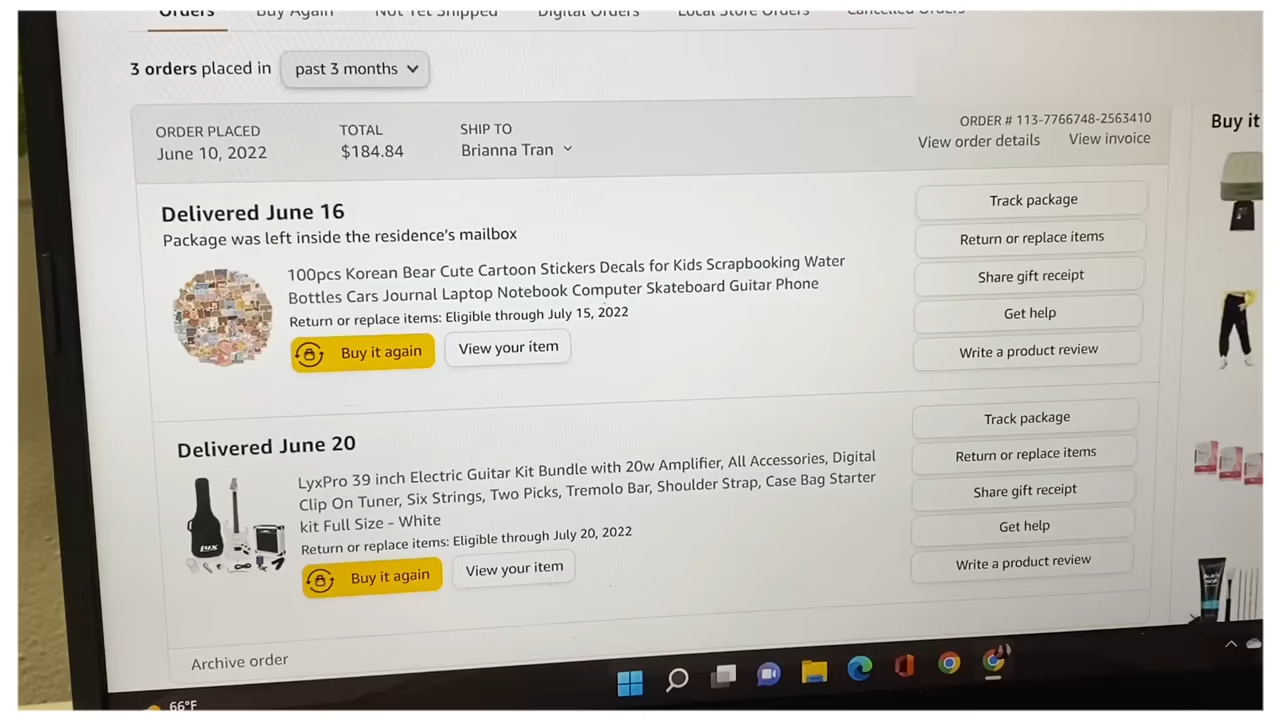 Orders Buy Again Not Yet Shipped Digital Orders Local Store Orders Cancelled Orders
3 orders placed in past 3 months
ORDER PLACED TOTAL SHIP TO ORDER # 113-7766748-2563410
June 10, 2022 $184.84 Brianna Tran View order details View invoice
Buy it
Delivered June 16
Package was left inside the residence's mailbox
100pcs Korean Bear Cute Cartoon Stickers Decals for Kids Scrapbooking Water
Bottles Cars Journal Laptop Notebook Computer Skateboard Guitar Phone
Return or replace items: Eligible through July 15, 2022
Buy it again View your item
Track package
Return or replace items
Share gift receipt
Get help
Write a product review
Delivered June 20
LyxPro 39 inch Electric Guitar Kit Bundle with 20w Amplifier, All Accessories, Digital
Clip On Tuner, Six Strings, Two Picks, Tremolo Bar, Shoulder Strap, Case Bag Starter
kit Full Size - White
Return or replace items: Eligible through July 20, 2022
Buy it again View your item
Track package
Return or replace items
Share gift receipt
Get help
Write a product review
Archive order
66°F